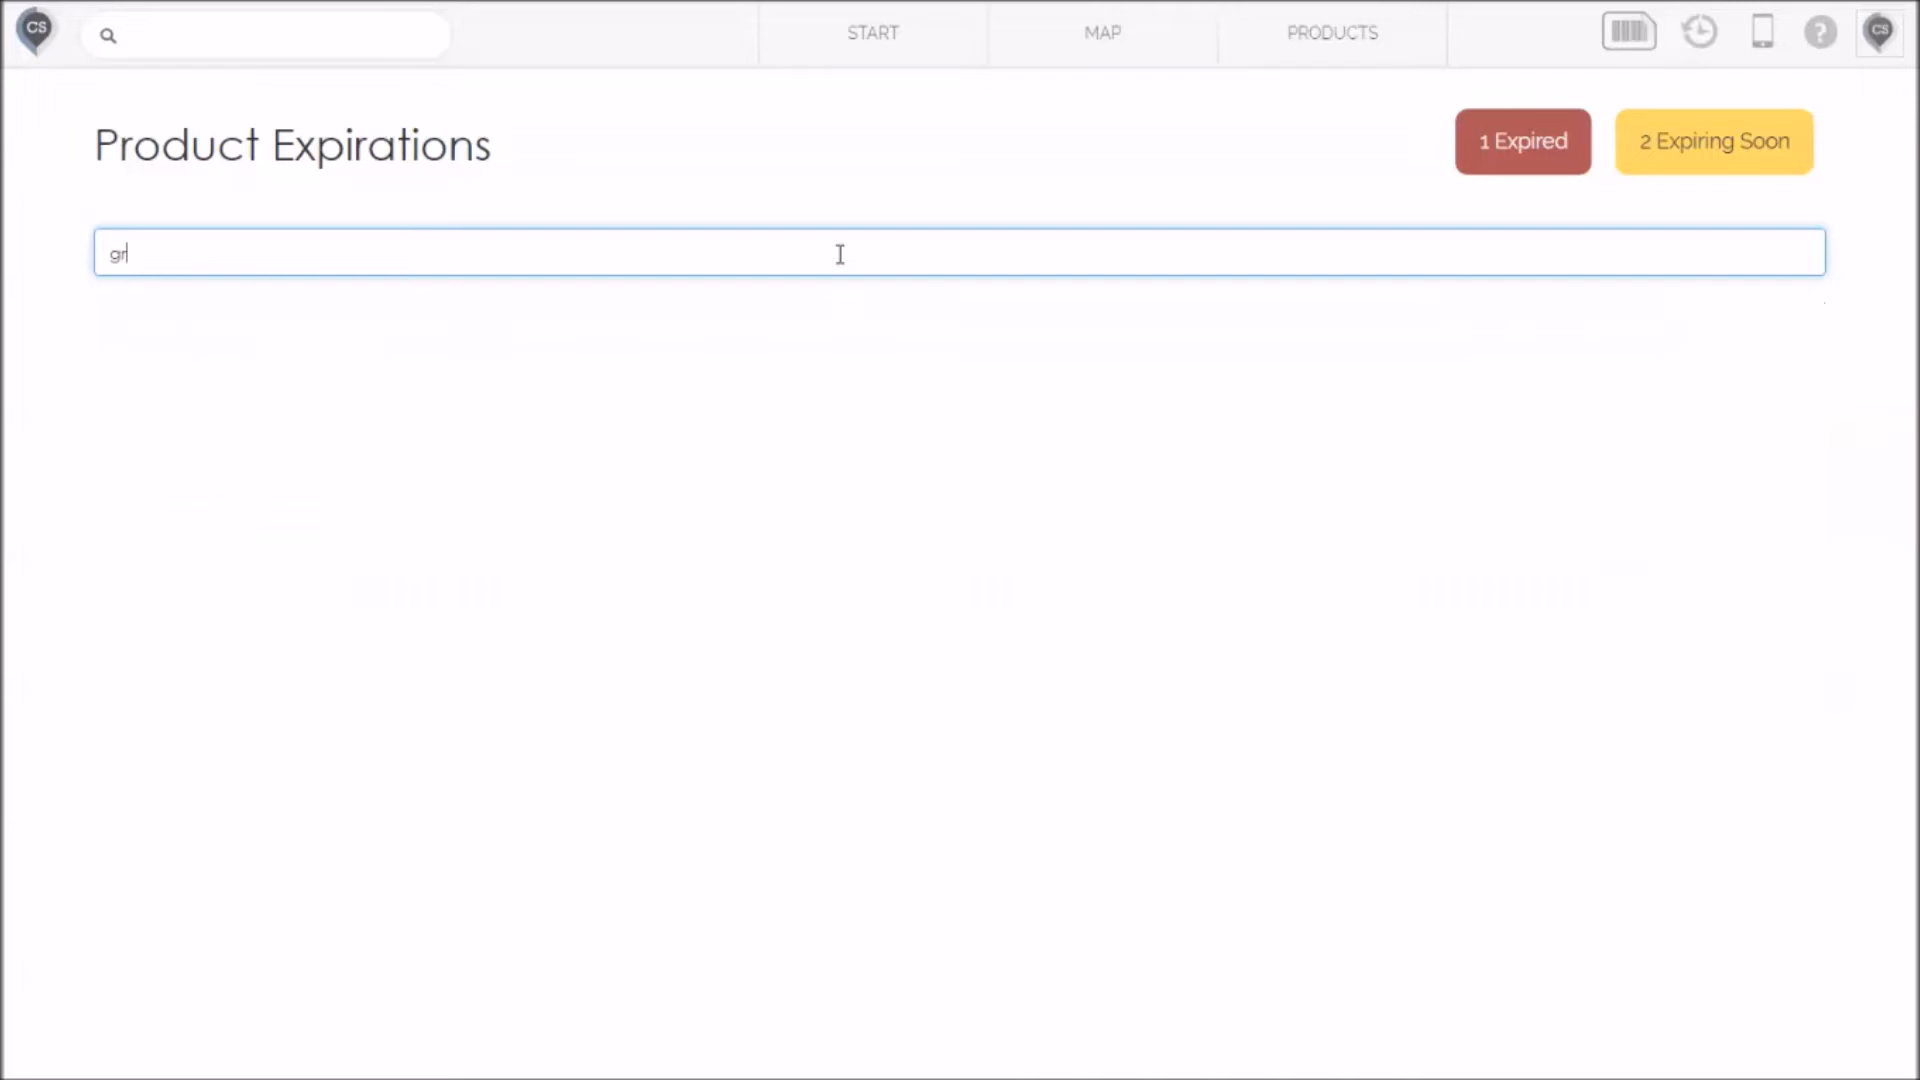 CS
START
MAP
PRODUCTS
?
CS
Product Expirations
1 Expired
2 Expiring Soon
gr